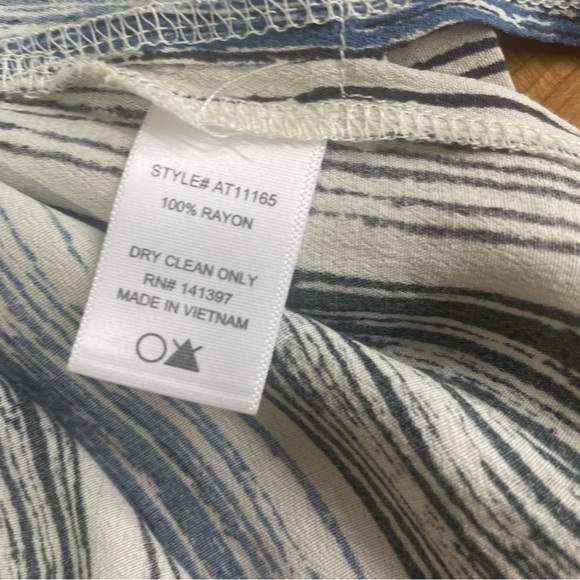 STYLE# AT11165
100% RAYON
DRY CLEAN ONLY
RN# 141397
MADE IN VIETNAM